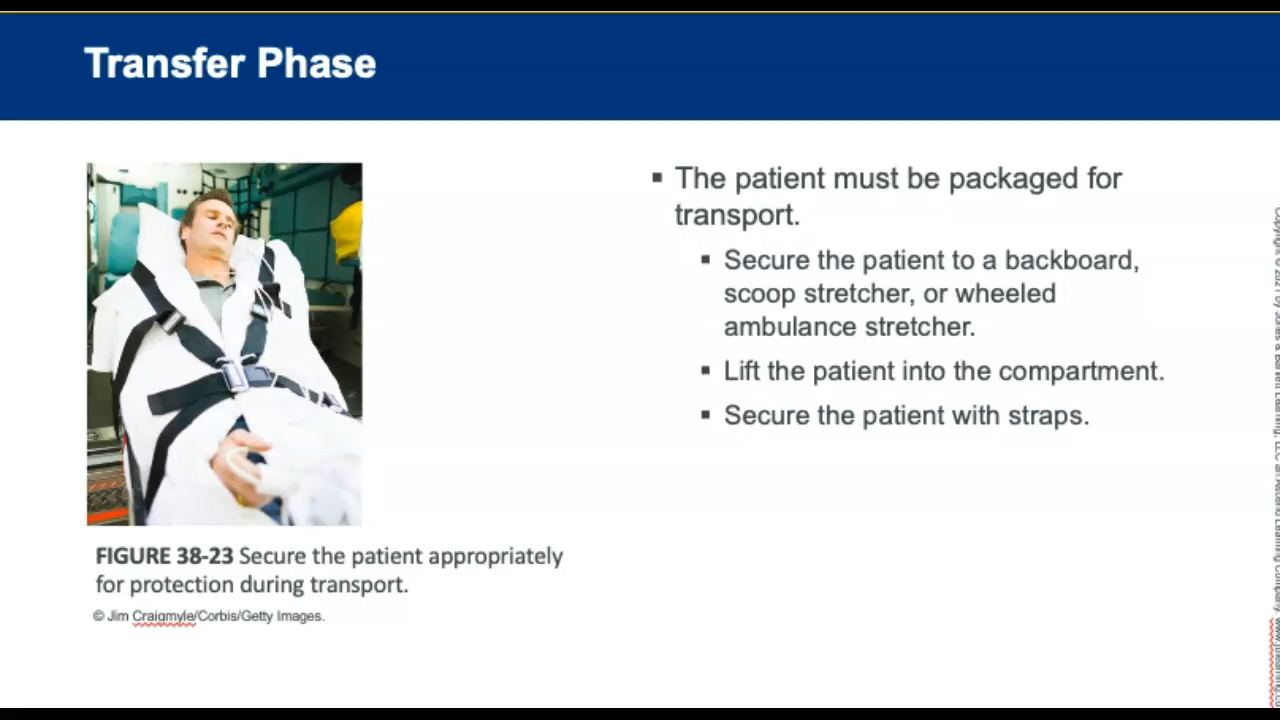 Transfer Phase
▪ The patient must be packaged for
transport.
▪ Secure the patient to a backboard,
scoop stretcher, or wheeled
ambulance stretcher.
▪ Lift the patient into the compartment.
▪ Secure the patient with straps.
FIGURE 38-23 Secure the patient appropriately
for protection during transport.
© Jim Craigmyle/Corbis/Getty Images.